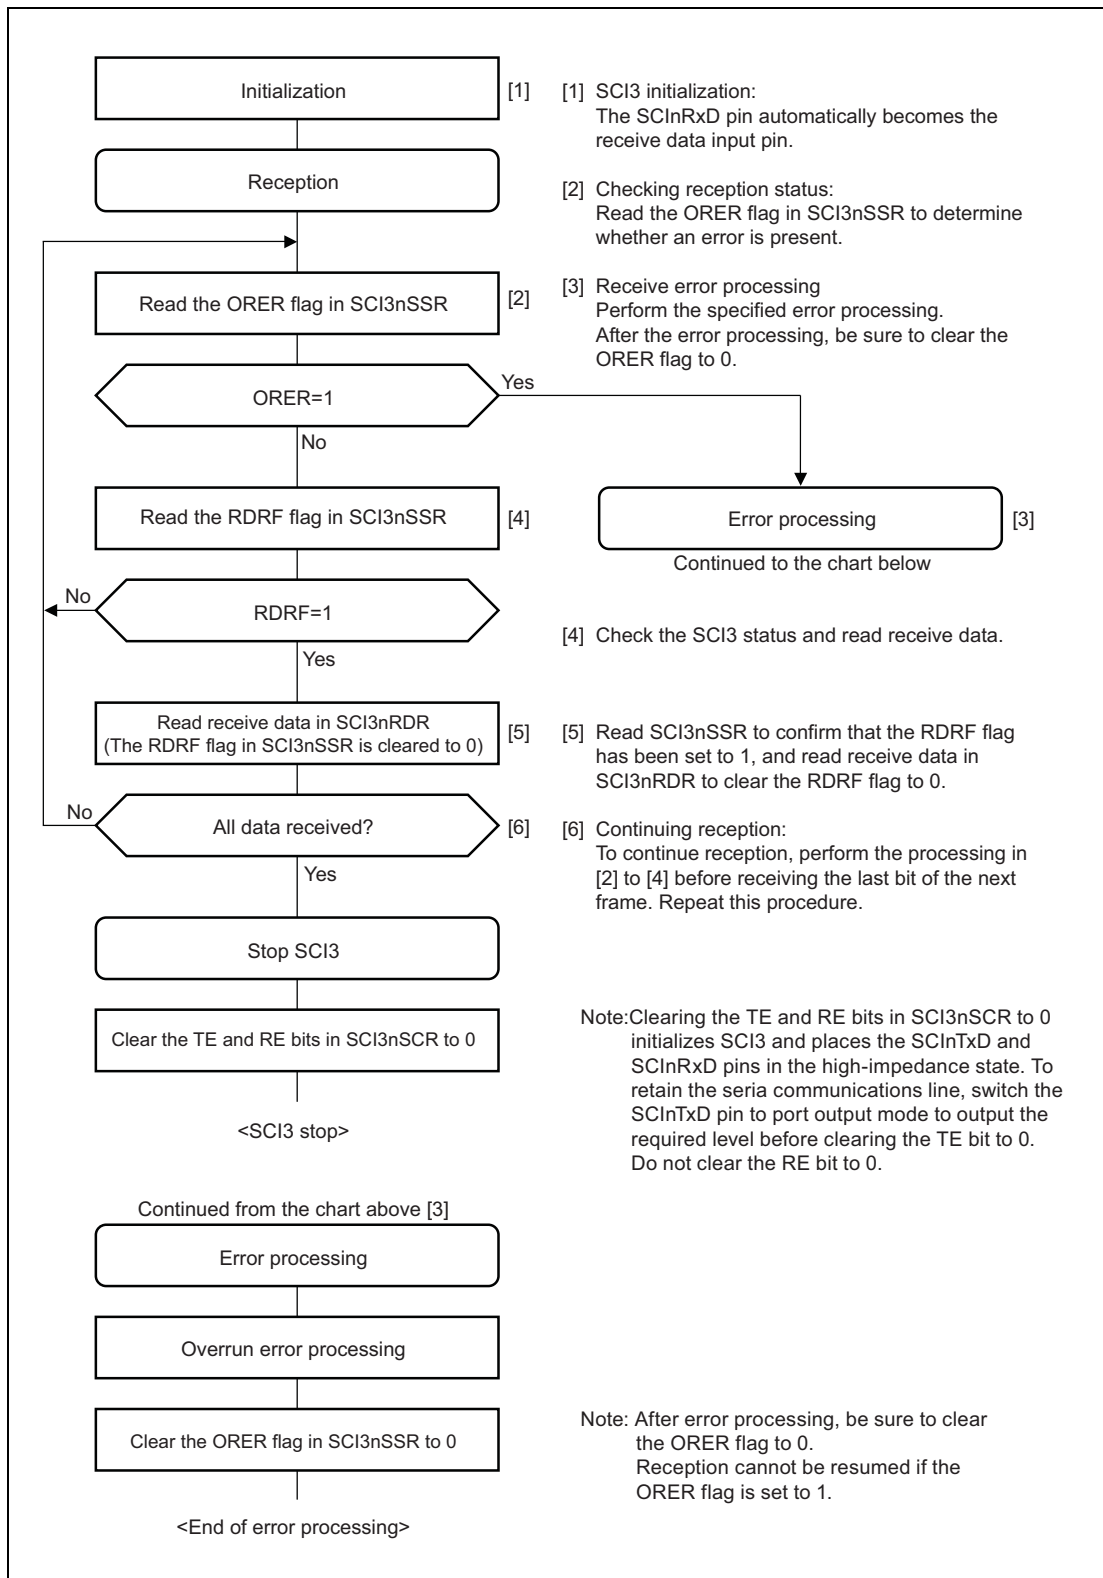 Initialization [1]
Reception
Read the ORER flag in SCI3nSSR [2]
ORER=1
Yes
No
Read the RDRF flag in SCI3nSSR [4]
Error processing [3]
Continued to the chart below
RDRF=1
No
Yes
Read receive data in SCI3nRDR
(The RDRF flag in SCI3nSSR is cleared to 0) [5]
All data received? [6]
No
Yes
Stop SCI3
Clear the TE and RE bits in SCI3nSCR to 0
<SCI3 stop>
[1] SCI3 initialization:
The SCInRxD pin automatically becomes the
receive data input pin.
[2] Checking reception status:
Read the ORER flag in SCI3nSSR to determine
whether an error is present.
[3] Receive error processing
Perform the specified error processing.
After the error processing, be sure to clear the
ORER flag to 0.
[4] Check the SCI3 status and read receive data.
[5] Read SCI3nSSR to confirm that the RDRF flag
has been set to 1, and read receive data in
SCI3nRDR to clear the RDRF flag to 0.
[6] Continuing reception:
To continue reception, perform the processing in
[2] to [4] before receiving the last bit of the next
frame. Repeat this procedure.
Note:Clearing the TE and RE bits in SCI3nSCR to 0
initializes SCI3 and places the SCInTxD and
SCInRxD pins in the high-impedance state. To
retain the seria communications line, switch the
SCInTxD pin to port output mode to output the
required level before clearing the TE bit to 0.
Do not clear the RE bit to 0.
Continued from the chart above [3]
Error processing
Overrun error processing
Clear the ORER flag in SCI3nSSR to 0
<End of error processing>
Note: After error processing, be sure to clear
the ORER flag to 0.
Reception cannot be resumed if the
ORER flag is set to 1.